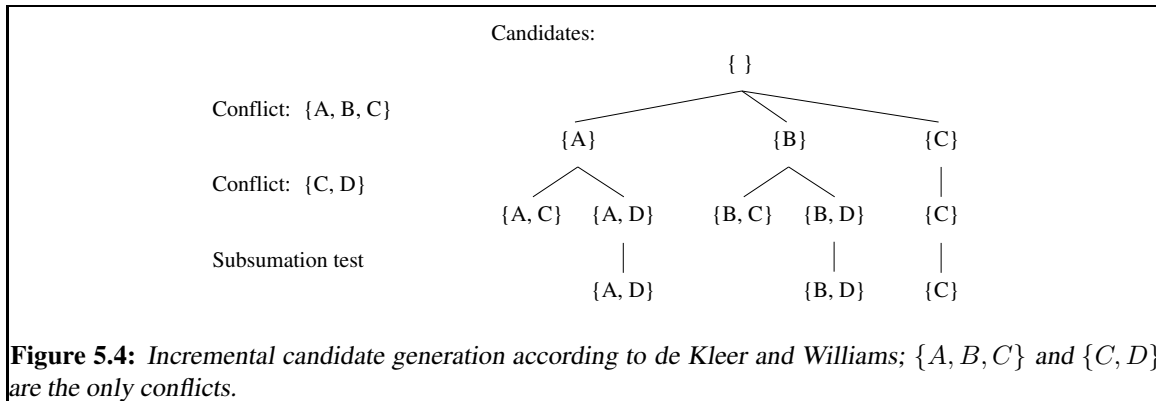 Candidates:
{ }
Conflict: {A, B, C}
{A} {B} {C}
Conflict: {C, D}
{A, C} {A, D} {B, C} {B, D} {C}
Subsumation test
{A, D} {B, D} {C}
Figure 5.4: Incremental candidate generation according to de Kleer and Williams; {A, B, C} and {C, D}
are the only conflicts.